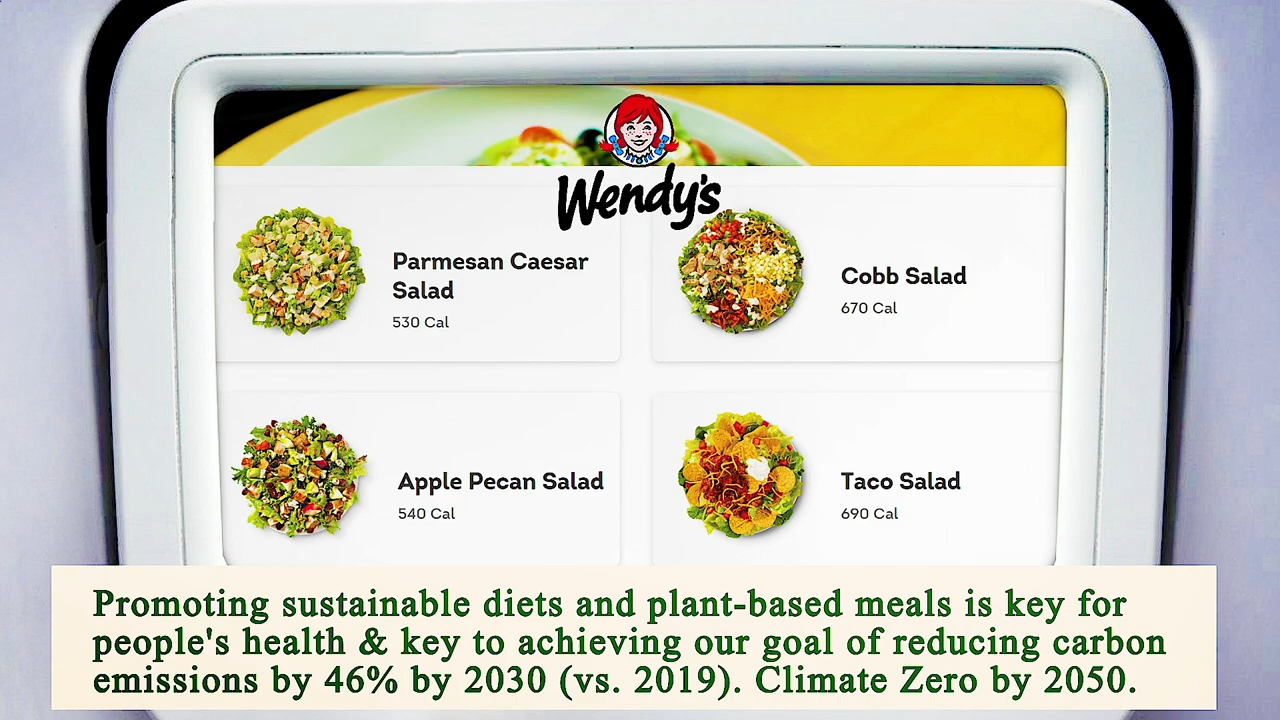 Wendy's
Parmesan Caesar
Salad
530 Cal
Cobb Salad
670 Cal
Apple Pecan Salad
540 Cal
Taco Salad
690 Cal
Promoting sustainable diets and plant-based meals is key for
people's health & key to achieving our goal of reducing carbon
emissions by 46% by 2030 (vs. 2019). Climate Zero by 2050.